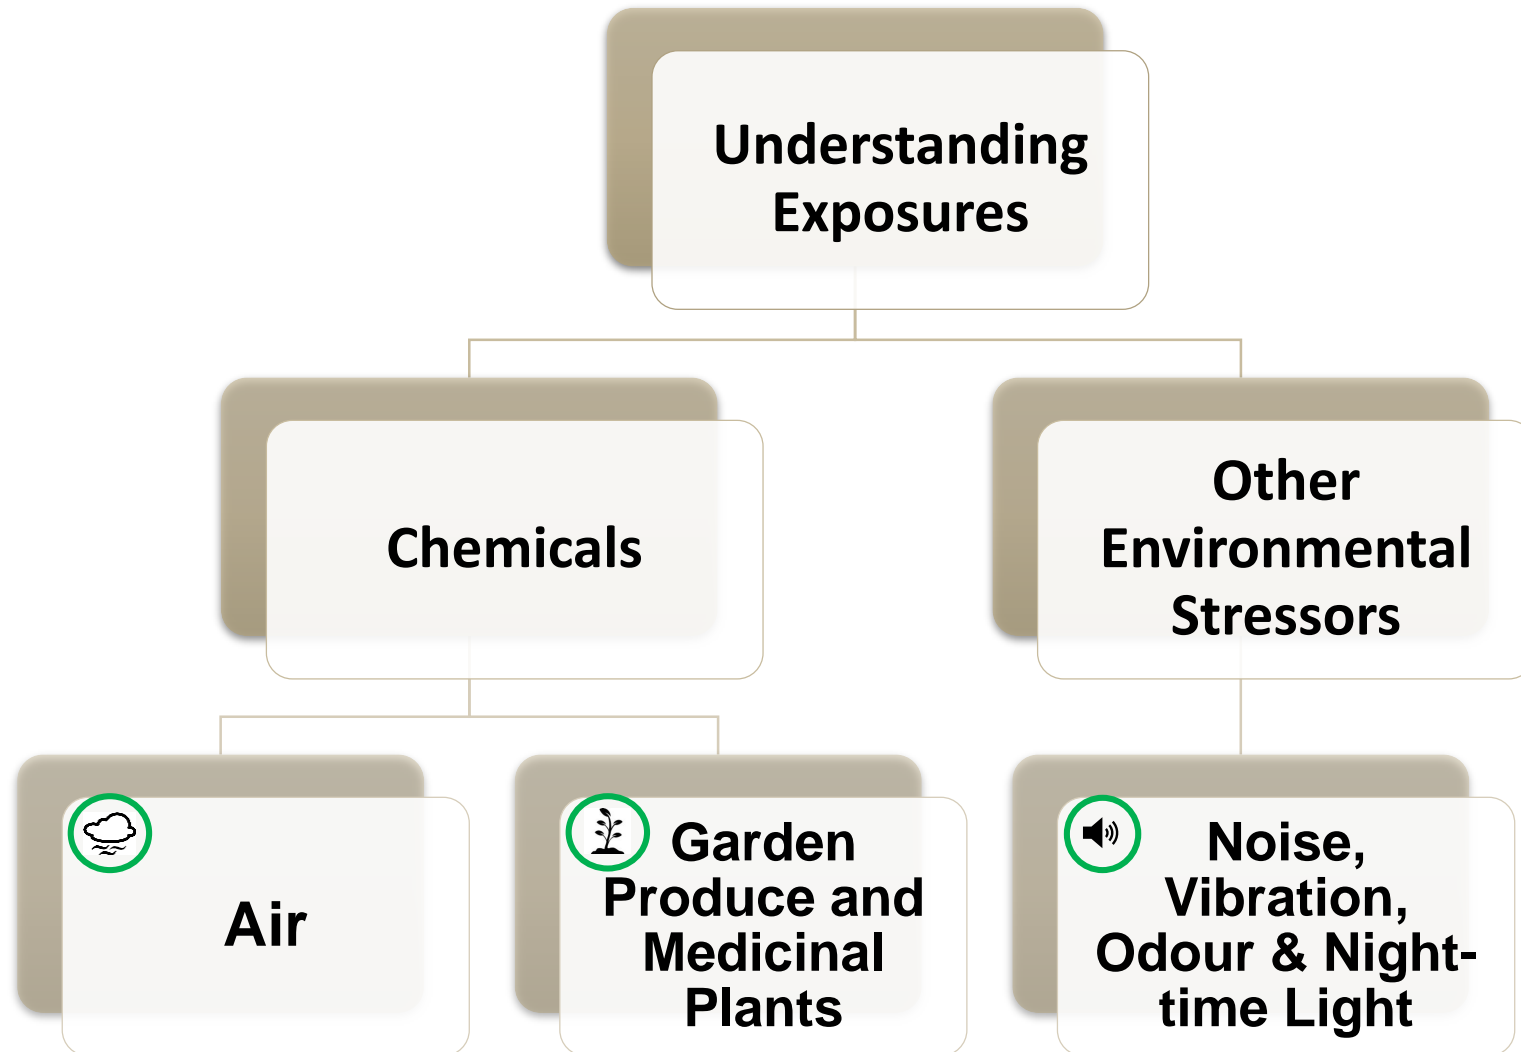 Understanding
Exposures
Chemicals
Other
Environmental
Stressors
Air
Garden
Produce and
Medicinal
Plants
Noise,
Vibration,
Odour & Night-
time Light